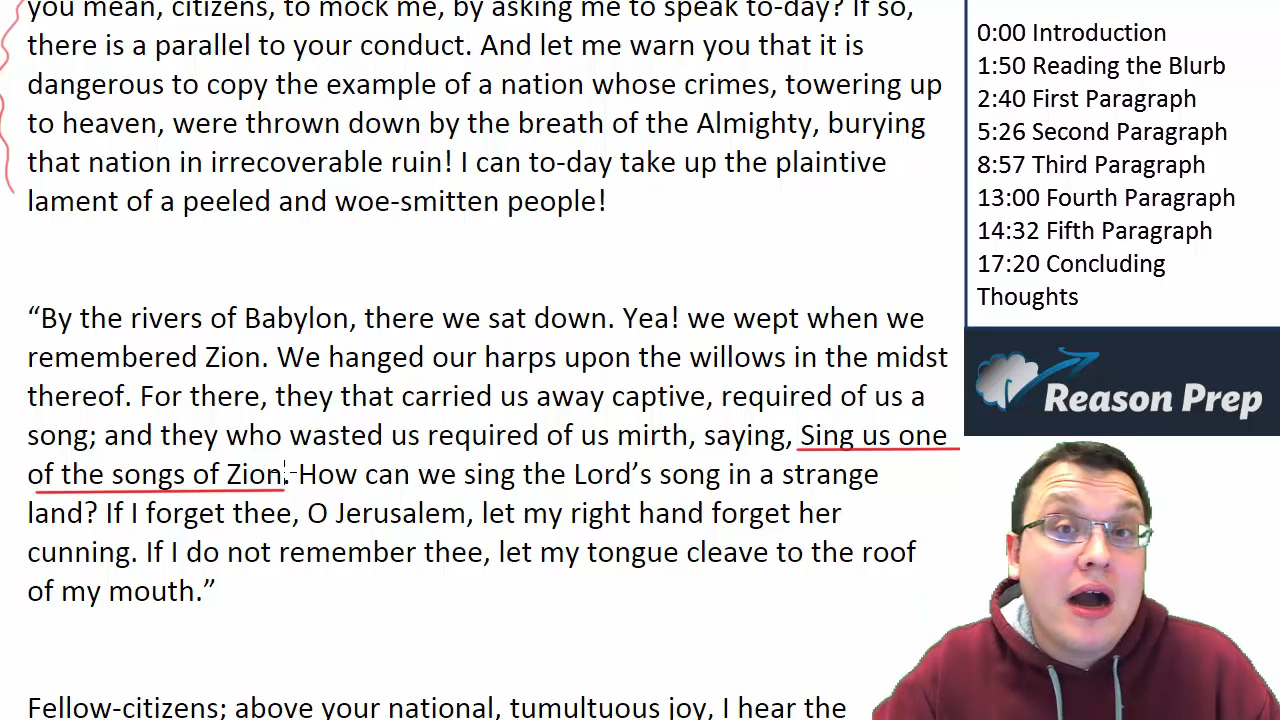 you mean, citizens, to mock me, by asking me to speak to-day? If so,
there is a parallel to your conduct. And let me warn you that it is
dangerous to copy the example of a nation whose crimes, towering up
to heaven, were thrown down by the breath of the Almighty, burying
that nation in irrecoverable ruin! I can to-day take up the plaintive
lament of a peeled and woe-smitten people!
“By the rivers of Babylon, there we sat down. Yea! we wept when we
remembered Zion. We hanged our harps upon the willows in the midst
thereof. For there, they that carried us away captive, required of us a
song; and they who wasted us required of us mirth, saying, Sing us one
of the songs of Zion. How can we sing the Lord’s song in a strange
land? If I forget thee, O Jerusalem, let my right hand forget her
cunning. If I do not remember thee, let my tongue cleave to the roof
of my mouth.”
Fellow-citizens; above your national, tumultuous joy, I hear the
0:00 Introduction
1:50 Reading the Blurb
2:40 First Paragraph
5:26 Second Paragraph
8:57 Third Paragraph
13:00 Fourth Paragraph
14:32 Fifth Paragraph
17:20 Concluding
Thoughts
Reason Prep